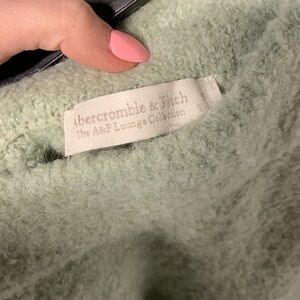 Abercrombie & Fitch
The A&F Lounge Collection